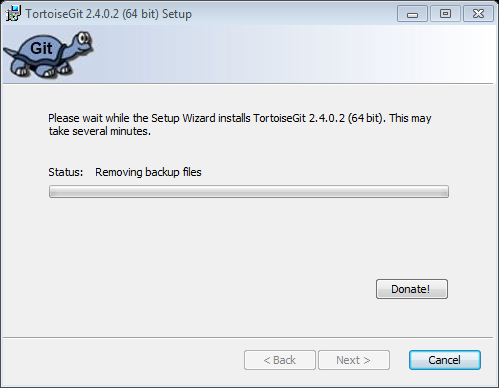 TortoiseGit 2.4.0.2 (64 bit) Setup
Git
Please wait while the Setup Wizard installs TortoiseGit 2.4.0.2 (64 bit). This may
take several minutes.
Status: Removing backup files
Donate!
< Back Next > Cancel